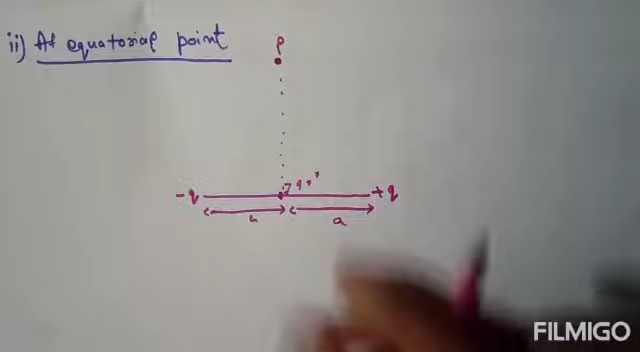 ii) At equatorial point
P
90°
-q +q
a a
FILMIGO